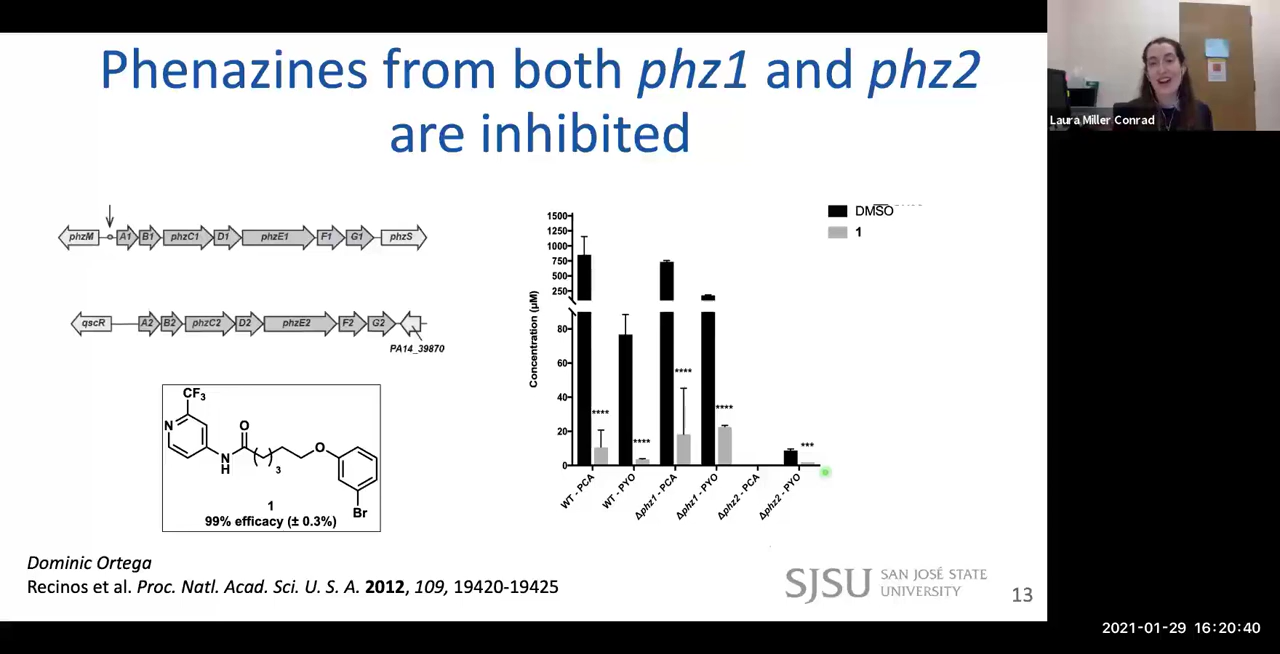 Phenazines from both phz1 and phz2
are inhibited
Laura Miller Conrad
phzM A1 B1 phzC1 D1 phzE1 F1 G1 phzS
qscR A2 B2 phzC2 D2 phzE2 F2 G2
PA14_39870
CF3
N
O
N
H
3
O
Br
1
99% efficacy (± 0.3%)
DMSO
1
Concentration (µM)
1500
1250
1000
750
500
250
80
60
40
20
0
****
****
****
****
***
WT - PCA
WT - PYO
Δphz1 - PCA
Δphz1 - PYO
Δphz2 - PCA
Δphz2 - PYO
Dominic Ortega
Recinos et al. Proc. Natl. Acad. Sci. U. S. A. 2012, 109, 19420-19425
SJSU SAN JOSÉ STATE
UNIVERSITY
13
2021-01-29 16:20:40